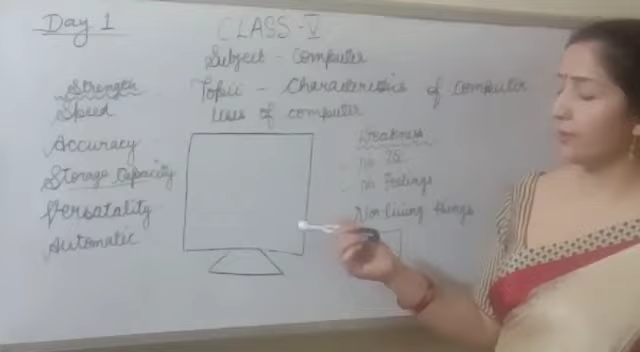 Day 1
CLASS - V
Subject - Computer
Topic - Characteristics of Computer
Uses of computer
Strength
Speed
Accuracy
Storage Capacity
Versatality
Automatic
Weakness
- no
- no Feelings
Non-living things